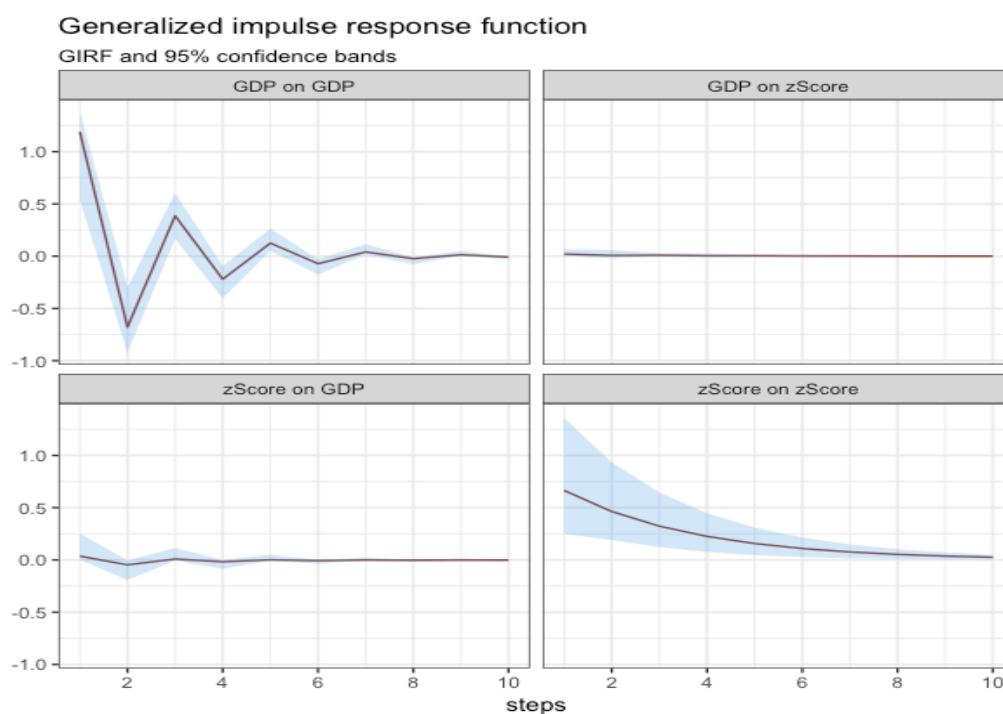 Generalized impulse response function
GIRF and 95% confidence bands
GDP on GDP
GDP on zScore
1.0
0.5
0.0
-0.5
-1.0
zScore on GDP
zScore on zScore
1.0
0.5
0.0
-0.5
-1.0
2 4 6 8 10 2 4 6 8 10
steps